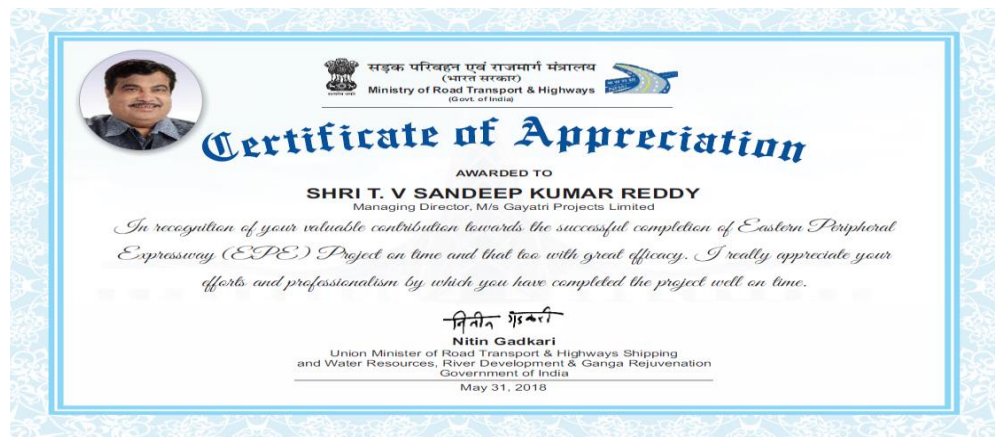 सड़क परिवहन एवं राजमार्ग मंत्रालय
(भारत सरकार)
Ministry of Road Transport & Highways
(Govt. of India)
Certificate of Appreciation
AWARDED TO
SHRI T. V SANDEEP KUMAR REDDY
Managing Director, M/s Gayatri Projects Limited
In recognition of your valuable contribution towards the successful completion of Eastern Peripheral
Expressway (EPE) Project on time and that too with great efficacy. I really appreciate your
efforts and professionalism by which you have completed the project well on time.
नितीन गडकरी
Nitin Gadkari
Union Minister of Road Transport & Highways Shipping
and Water Resources, River Development & Ganga Rejuvenation
Government of India
May 31, 2018